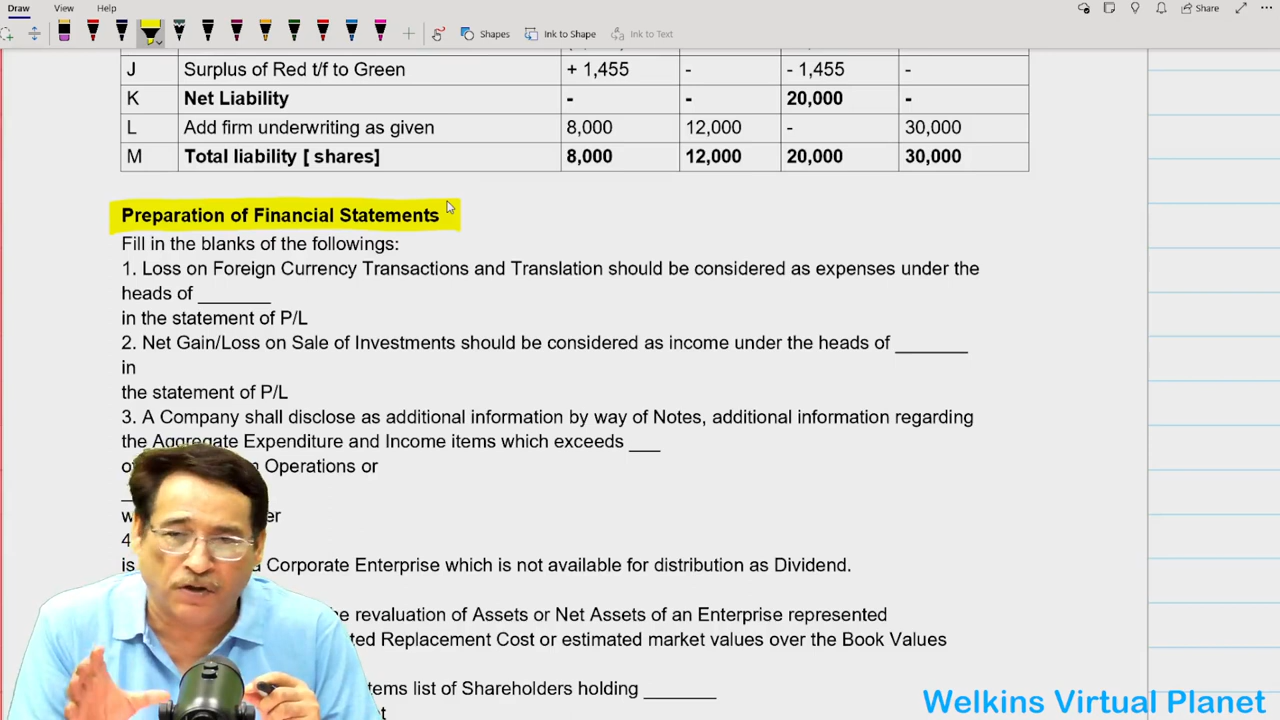 Draw View Help
Share
Shapes Ink to Shape Ink to Text
J Surplus of Red t/f to Green + 1,455 - - 1,455 -
K Net Liability - - 20,000 -
L Add firm underwriting as given 8,000 12,000 - 30,000
M Total liability [ shares] 8,000 12,000 20,000 30,000
Preparation of Financial Statements
Fill in the blanks of the followings:
1. Loss on Foreign Currency Transactions and Translation should be considered as expenses under the
heads of _______
in the statement of P/L
2. Net Gain/Loss on Sale of Investments should be considered as income under the heads of _______
in
the statement of P/L
3. A Company shall disclose as additional information by way of Notes, additional information regarding
the Aggregate Expenditure and Income items which exceeds ___
Operations or
4
is Corporate Enterprise which is not available for distribution as Dividend.
revaluation of Assets or Net Assets of an Enterprise represented
Replacement Cost or estimated market values over the Book Values
list of Shareholders holding _______
Welkins Virtual Planet